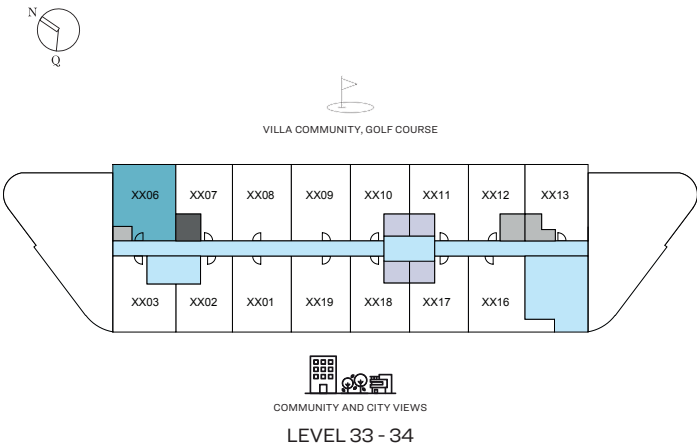 N
Q
VILLA COMMUNITY, GOLF COURSE
XX06 XX07 XX08 XX09 XX10 XX11 XX12 XX13
XX03 XX02 XX01 XX19 XX18 XX17 XX16
COMMUNITY AND CITY VIEWS
LEVEL 33 - 34